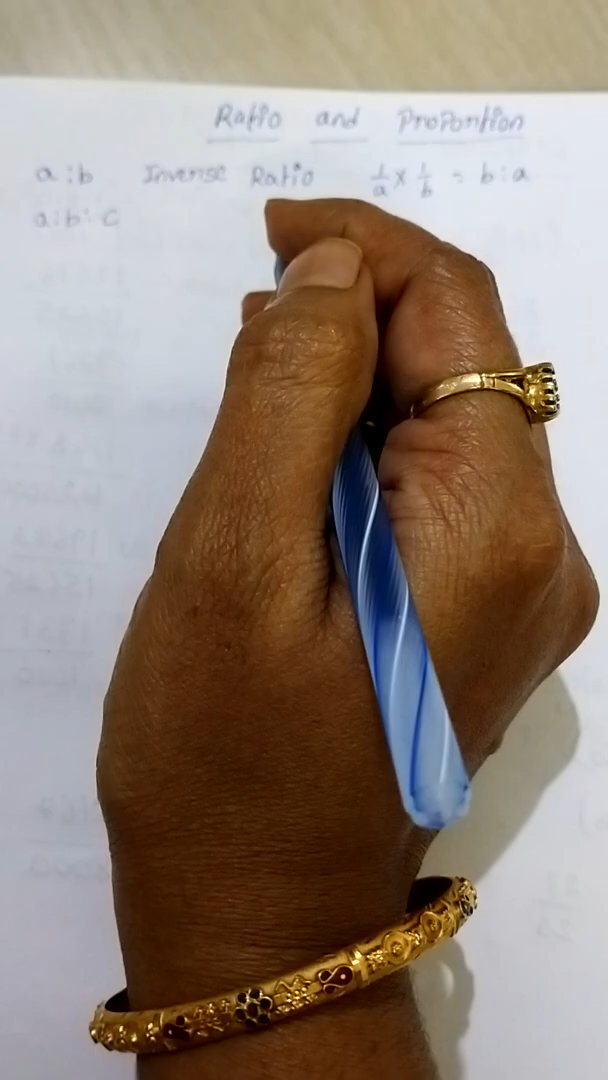 Ratio and Proportion
a:b Inverse Ratio 1/a × 1/b = b:a
a:b:c